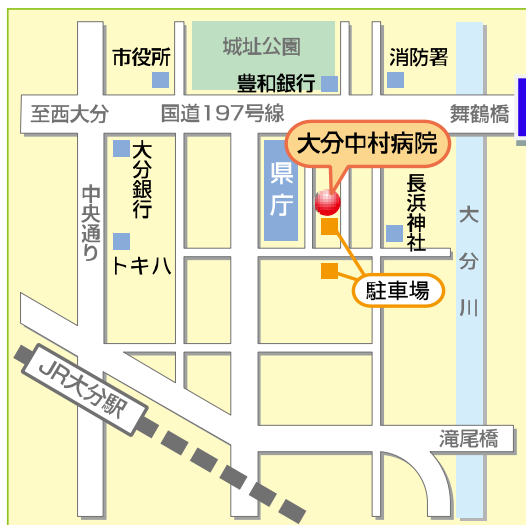 城址公園
市役所
消防署
豊和銀行
至西大分
国道197号線
舞鶴橋
大分中村病院
大分銀行
県庁
長浜神社
中央通り
大分川
トキハ
駐車場
JR大分駅
滝尾橋